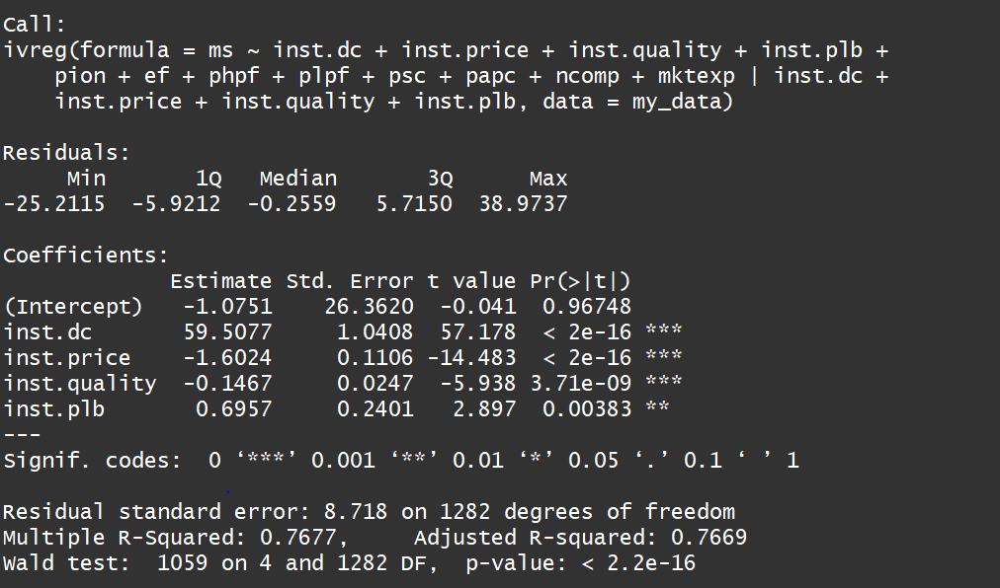 Call:
ivreg(formula = ms ~ inst.dc + inst.price + inst.quality + inst.plb +
    pion + ef + phpf + plpf + psc + papc + ncomp + mktexp | inst.dc +
    inst.price + inst.quality + inst.plb, data = my_data)
Residuals:
     Min       1Q   Median       3Q      Max
-25.2115  -5.9212  -0.2559   5.7150  38.9737
Coefficients:
             Estimate Std. Error t value Pr(>|t|)
(Intercept)   -1.0751    26.3620  -0.041  0.96748
inst.dc       59.5077     1.0408  57.178  < 2e-16 ***
inst.price    -1.6024     0.1106 -14.483  < 2e-16 ***
inst.quality  -0.1467     0.0247  -5.938 3.71e-09 ***
inst.plb       0.6957     0.2401   2.897  0.00383 **
---
Signif. codes:  0 ‘***’ 0.001 ‘**’ 0.01 ‘*’ 0.05 ‘.’ 0.1 ‘ ’ 1
Residual standard error: 8.718 on 1282 degrees of freedom
Multiple R-Squared: 0.7677,     Adjusted R-squared: 0.7669
Wald test:  1059 on 4 and 1282 DF,  p-value: < 2.2e-16